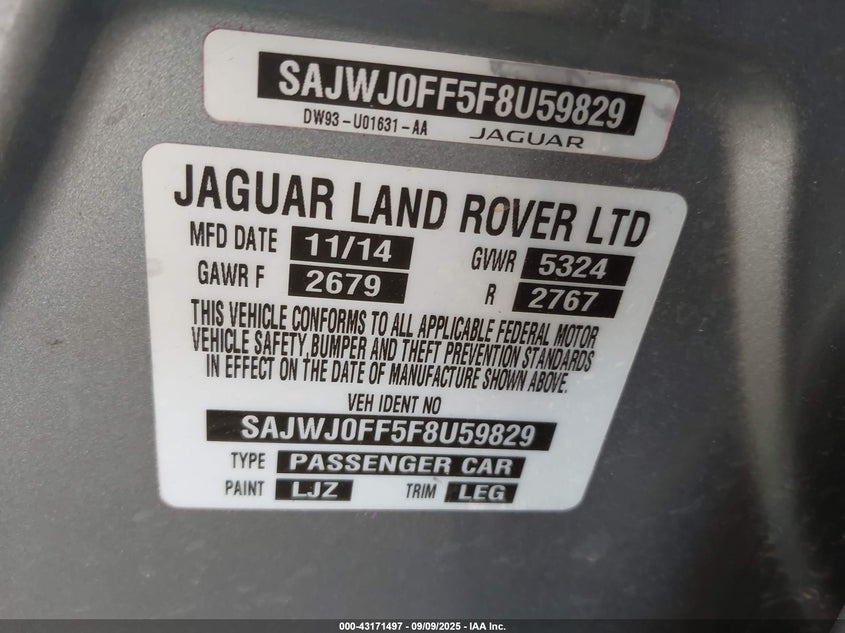 SAJWJ0FF5F8U59829
DW93-U01631-AA JAGUAR
JAGUAR LAND ROVER LTD
MFD DATE 11/14 GVWR 5324
GAWR F 2679 R 2767
THIS VEHICLE CONFORMS TO ALL APPLICABLE FEDERAL MOTOR
VEHICLE SAFETY,BUMPER AND THEFT PREVENTION STANDARDS
IN EFFECT ON THE DATE OF MANUFACTURE SHOWN ABOVE.
VEH IDENT NO
SAJWJ0FF5F8U59829
TYPE PASSENGER CAR
PAINT LJZ TRIM LEG
000-43171497 - 09/09/2025 - IAA Inc.